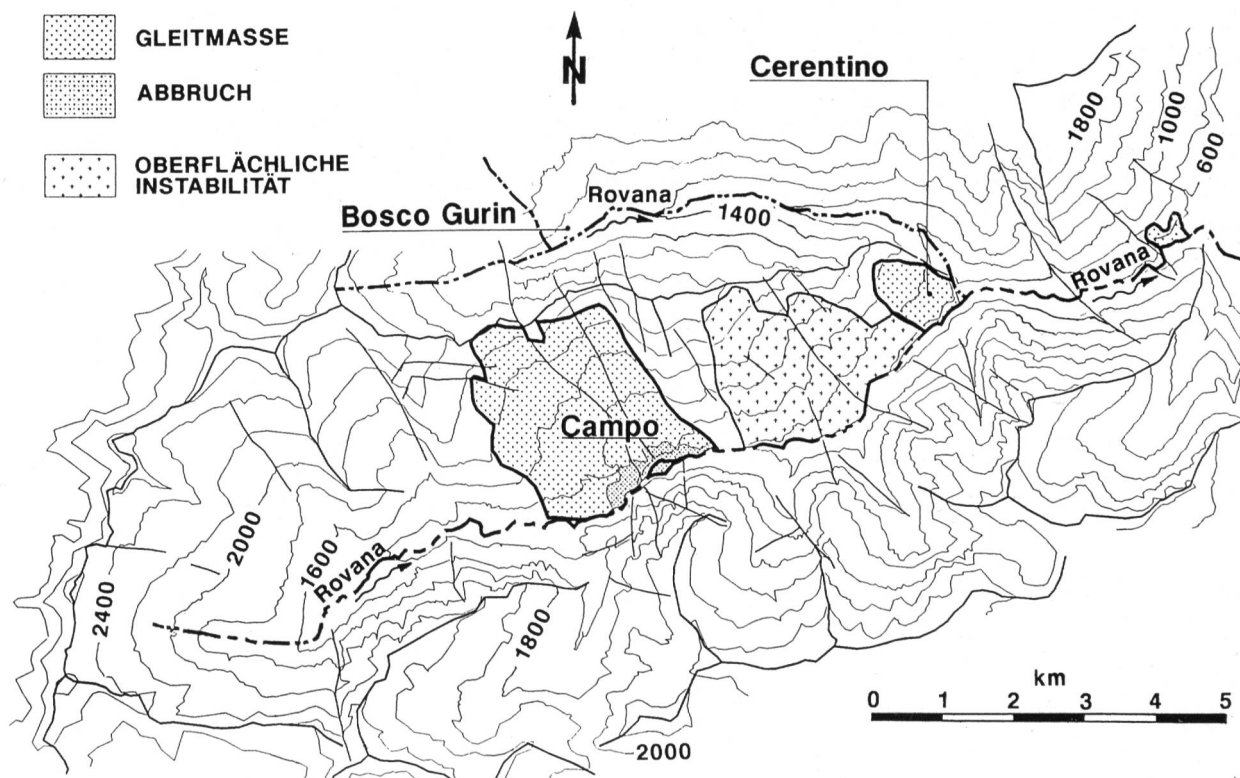 GLEITMASSE
ABBRUCH
OBERFLÄCHLICHE
INSTABILITÄT
N
Cerentino
Bosco Gurin
Rovana
1400
1800
1000
600
Rovana
Campo
2400
2000
1600
Rovana
1800
2000
km
0 1 2 3 4 5